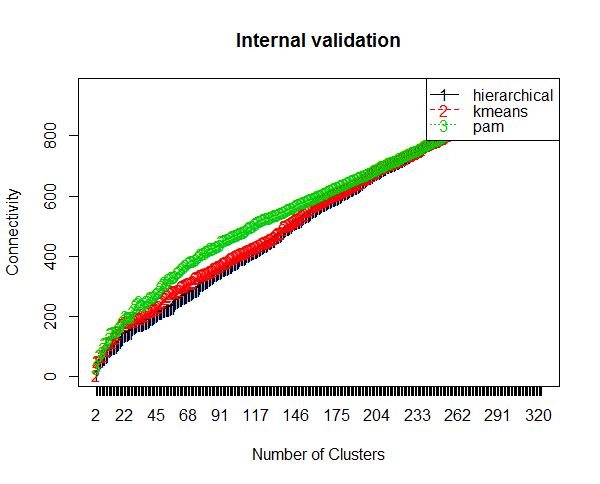 Internal validation
1 hierarchical
2 kmeans
3 pam
Connectivity
800
600
400
200
0
2 22 45 68 91 117 146 175 204 233 262 291 320
Number of Clusters